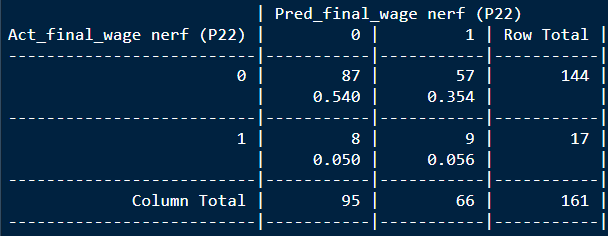 | Pred_final_wage nerf (P22)
Act_final_wage nerf (P22) | 0 | 1 | Row Total |
--------------------------|-----------|-----------|-----------|
0 | 87 | 57 | 144 |
| 0.540 | 0.354 | |
--------------------------|-----------|-----------|-----------|
1 | 8 | 9 | 17 |
| 0.050 | 0.056 | |
--------------------------|-----------|-----------|-----------|
Column Total | 95 | 66 | 161 |
--------------------------|-----------|-----------|-----------|